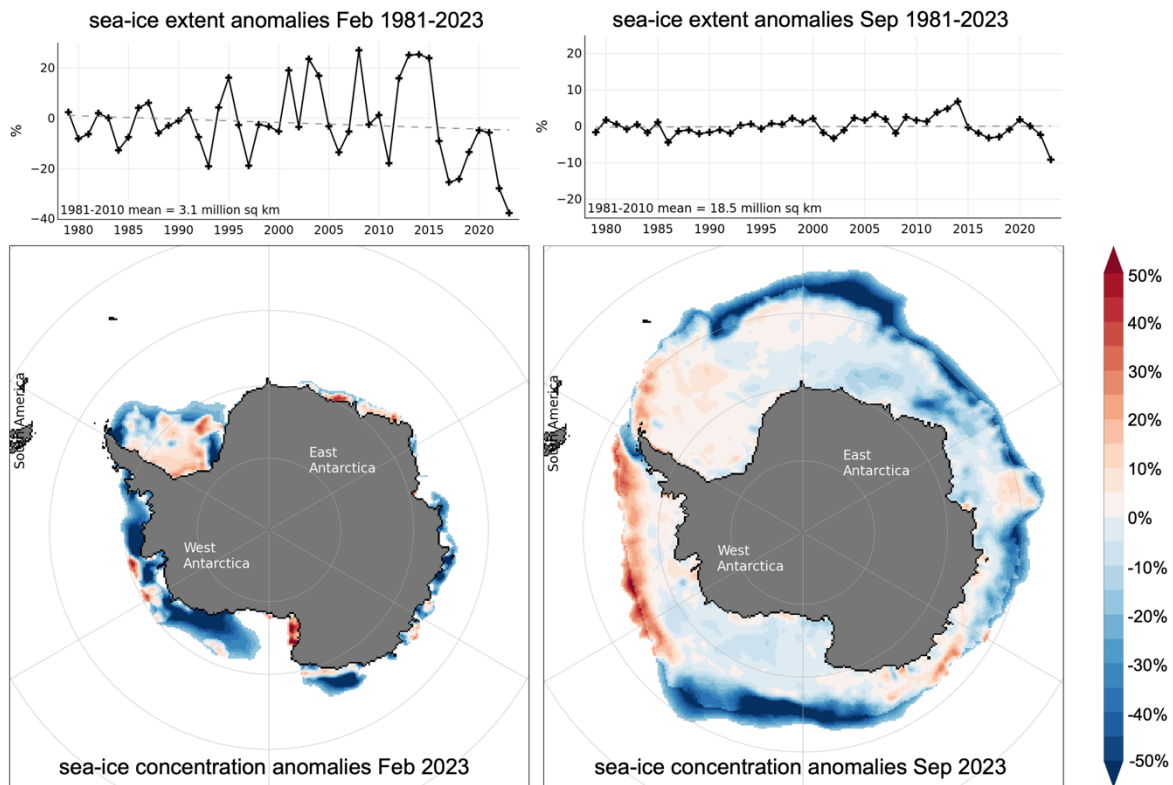 sea-ice extent anomalies Feb 1981-2023
20
0
−20
−40
%
1981-2010 mean = 3.1 million sq km
1980 1985 1990 1995 2000 2005 2010 2015 2020
sea-ice extent anomalies Sep 1981-2023
20
10
0
−10
−20
%
1981-2010 mean = 18.5 million sq km
1980 1985 1990 1995 2000 2005 2010 2015 2020
South America
East
Antarctica
West
Antarctica
sea-ice concentration anomalies Feb 2023
South America
East
Antarctica
West
Antarctica
sea-ice concentration anomalies Sep 2023
50%
40%
30%
20%
10%
0%
-10%
-20%
-30%
-40%
-50%